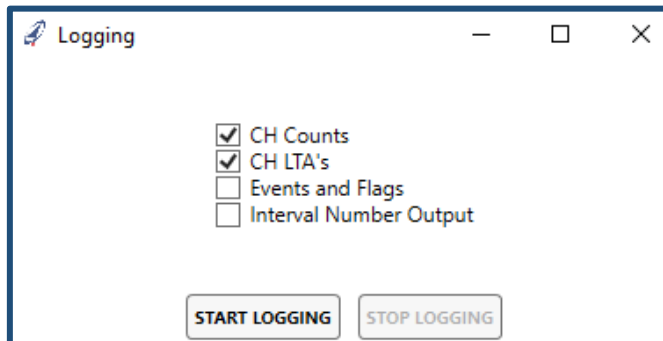 Logging
CH Counts
CH LTA's
Events and Flags
Interval Number Output
START LOGGING STOP LOGGING